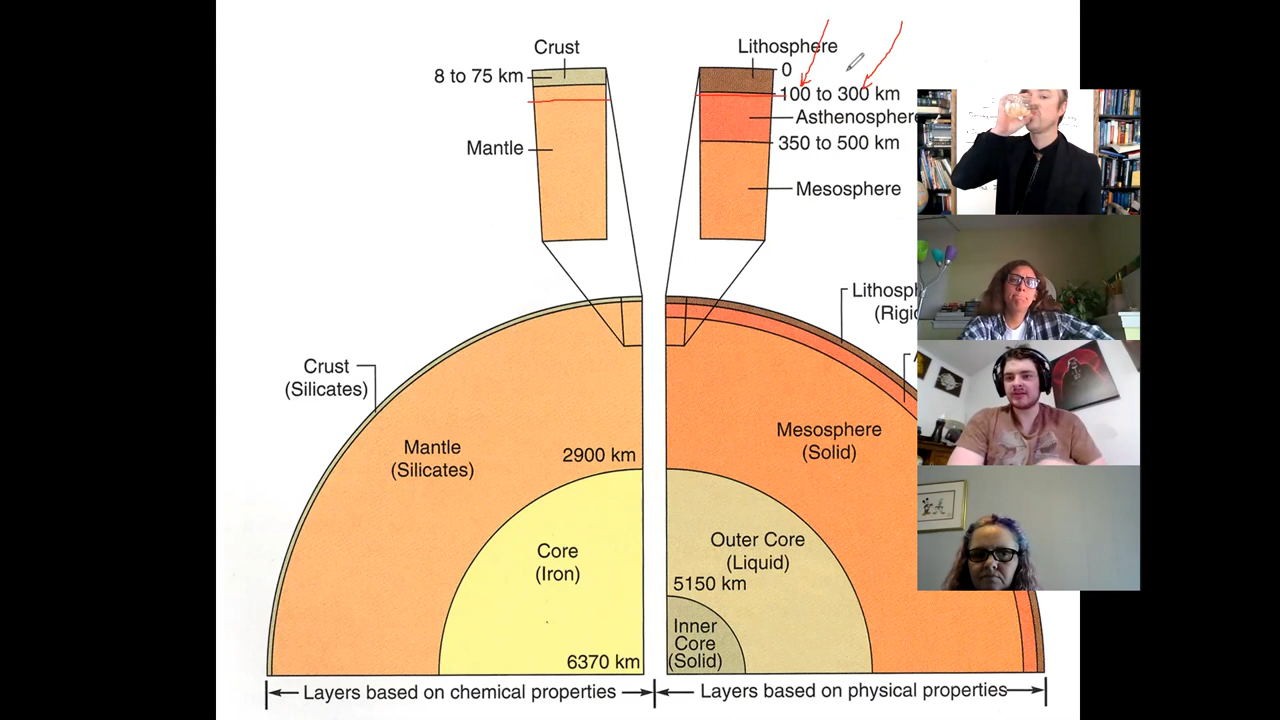 Crust
8 to 75 km
Mantle
Lithosphere
0
100 to 300 km
Asthenosphere
350 to 500 km
Mesosphere
Crust
(Silicates)
Mantle
(Silicates)
2900 km
Core
(Iron)
6370 km
Mesosphere
(Solid)
Outer Core
(Liquid)
5150 km
Inner
Core
(Solid)
Layers based on chemical properties
Layers based on physical properties